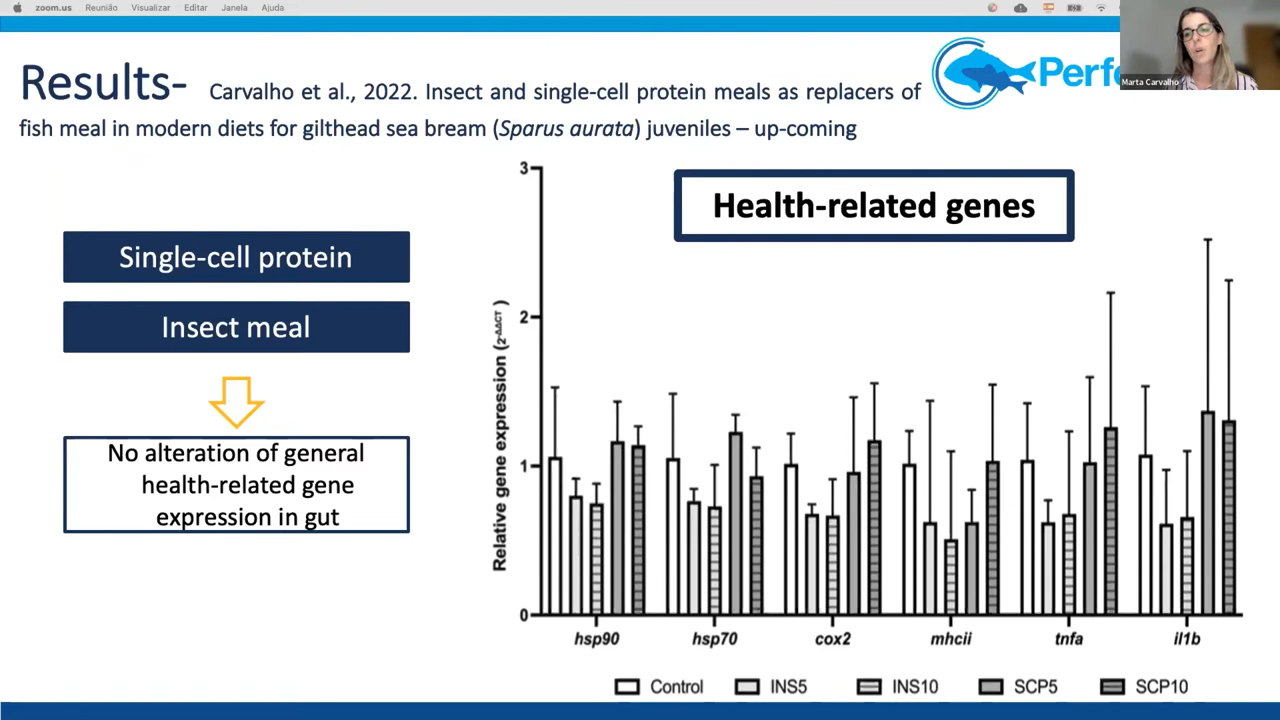 zoom.us Reunião Visualizar Editar Janela Ajuda
Results- Carvalho et al., 2022. Insect and single-cell protein meals as replacers of
fish meal in modern diets for gilthead sea bream (Sparus aurata) juveniles – up-coming
Perfo
Marta Carvalho
Single-cell protein
Insect meal
No alteration of general
health-related gene
expression in gut
Health-related genes
Relative gene expression (2-ΔΔCT)
3
2
1
0
hsp90 hsp70 cox2 mhcii tnfa il1b
Control INS5 INS10 SCP5 SCP10